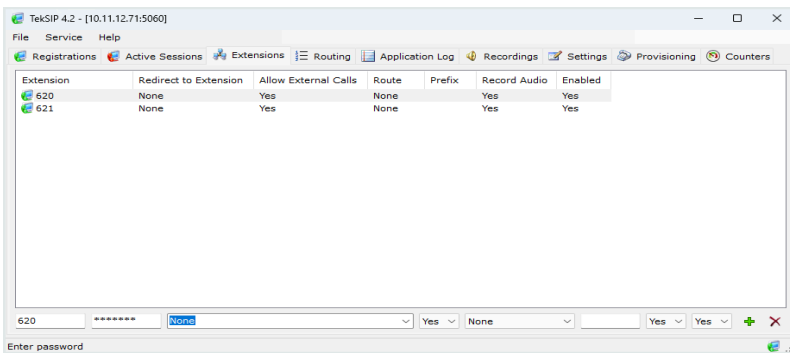 TekSIP 4.2 - [10.11.12.71:5060]
File Service Help
Registrations Active Sessions Extensions Routing Application Log Recordings Settings Provisioning Counters
Extension Redirect to Extension Allow External Calls Route Prefix Record Audio Enabled
620 None Yes None Yes Yes
621 None Yes None Yes Yes
620 ******* None Yes None Yes Yes
Enter password